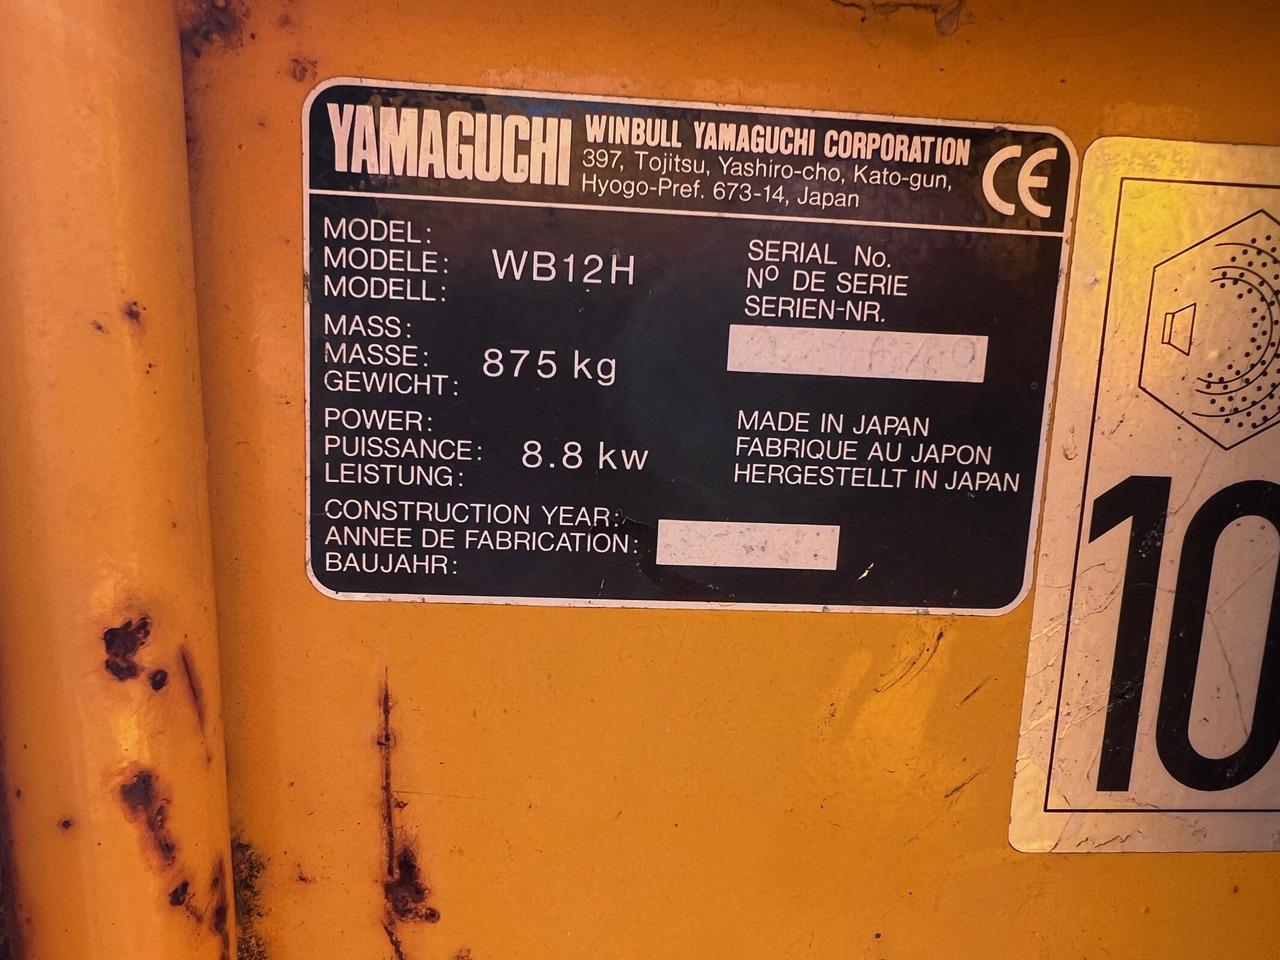 YAMAGUCHI
WINBULL YAMAGUCHI CORPORATION
397, Tojitsu, Yashiro-cho, Kato-gun,
Hyogo-Pref. 673-14, Japan
CE
MODEL:
MODELE:
MODELL:
WB12H
SERIAL No.
Nº DE SERIE
SERIEN-NR.
MASS:
MASSE:
GEWICHT:
875 kg
POWER:
PUISSANCE:
LEISTUNG:
8.8 kw
MADE IN JAPAN
FABRIQUE AU JAPON
HERGESTELLT IN JAPAN
CONSTRUCTION YEAR:
ANNEE DE FABRICATION:
BAUJAHR:
10